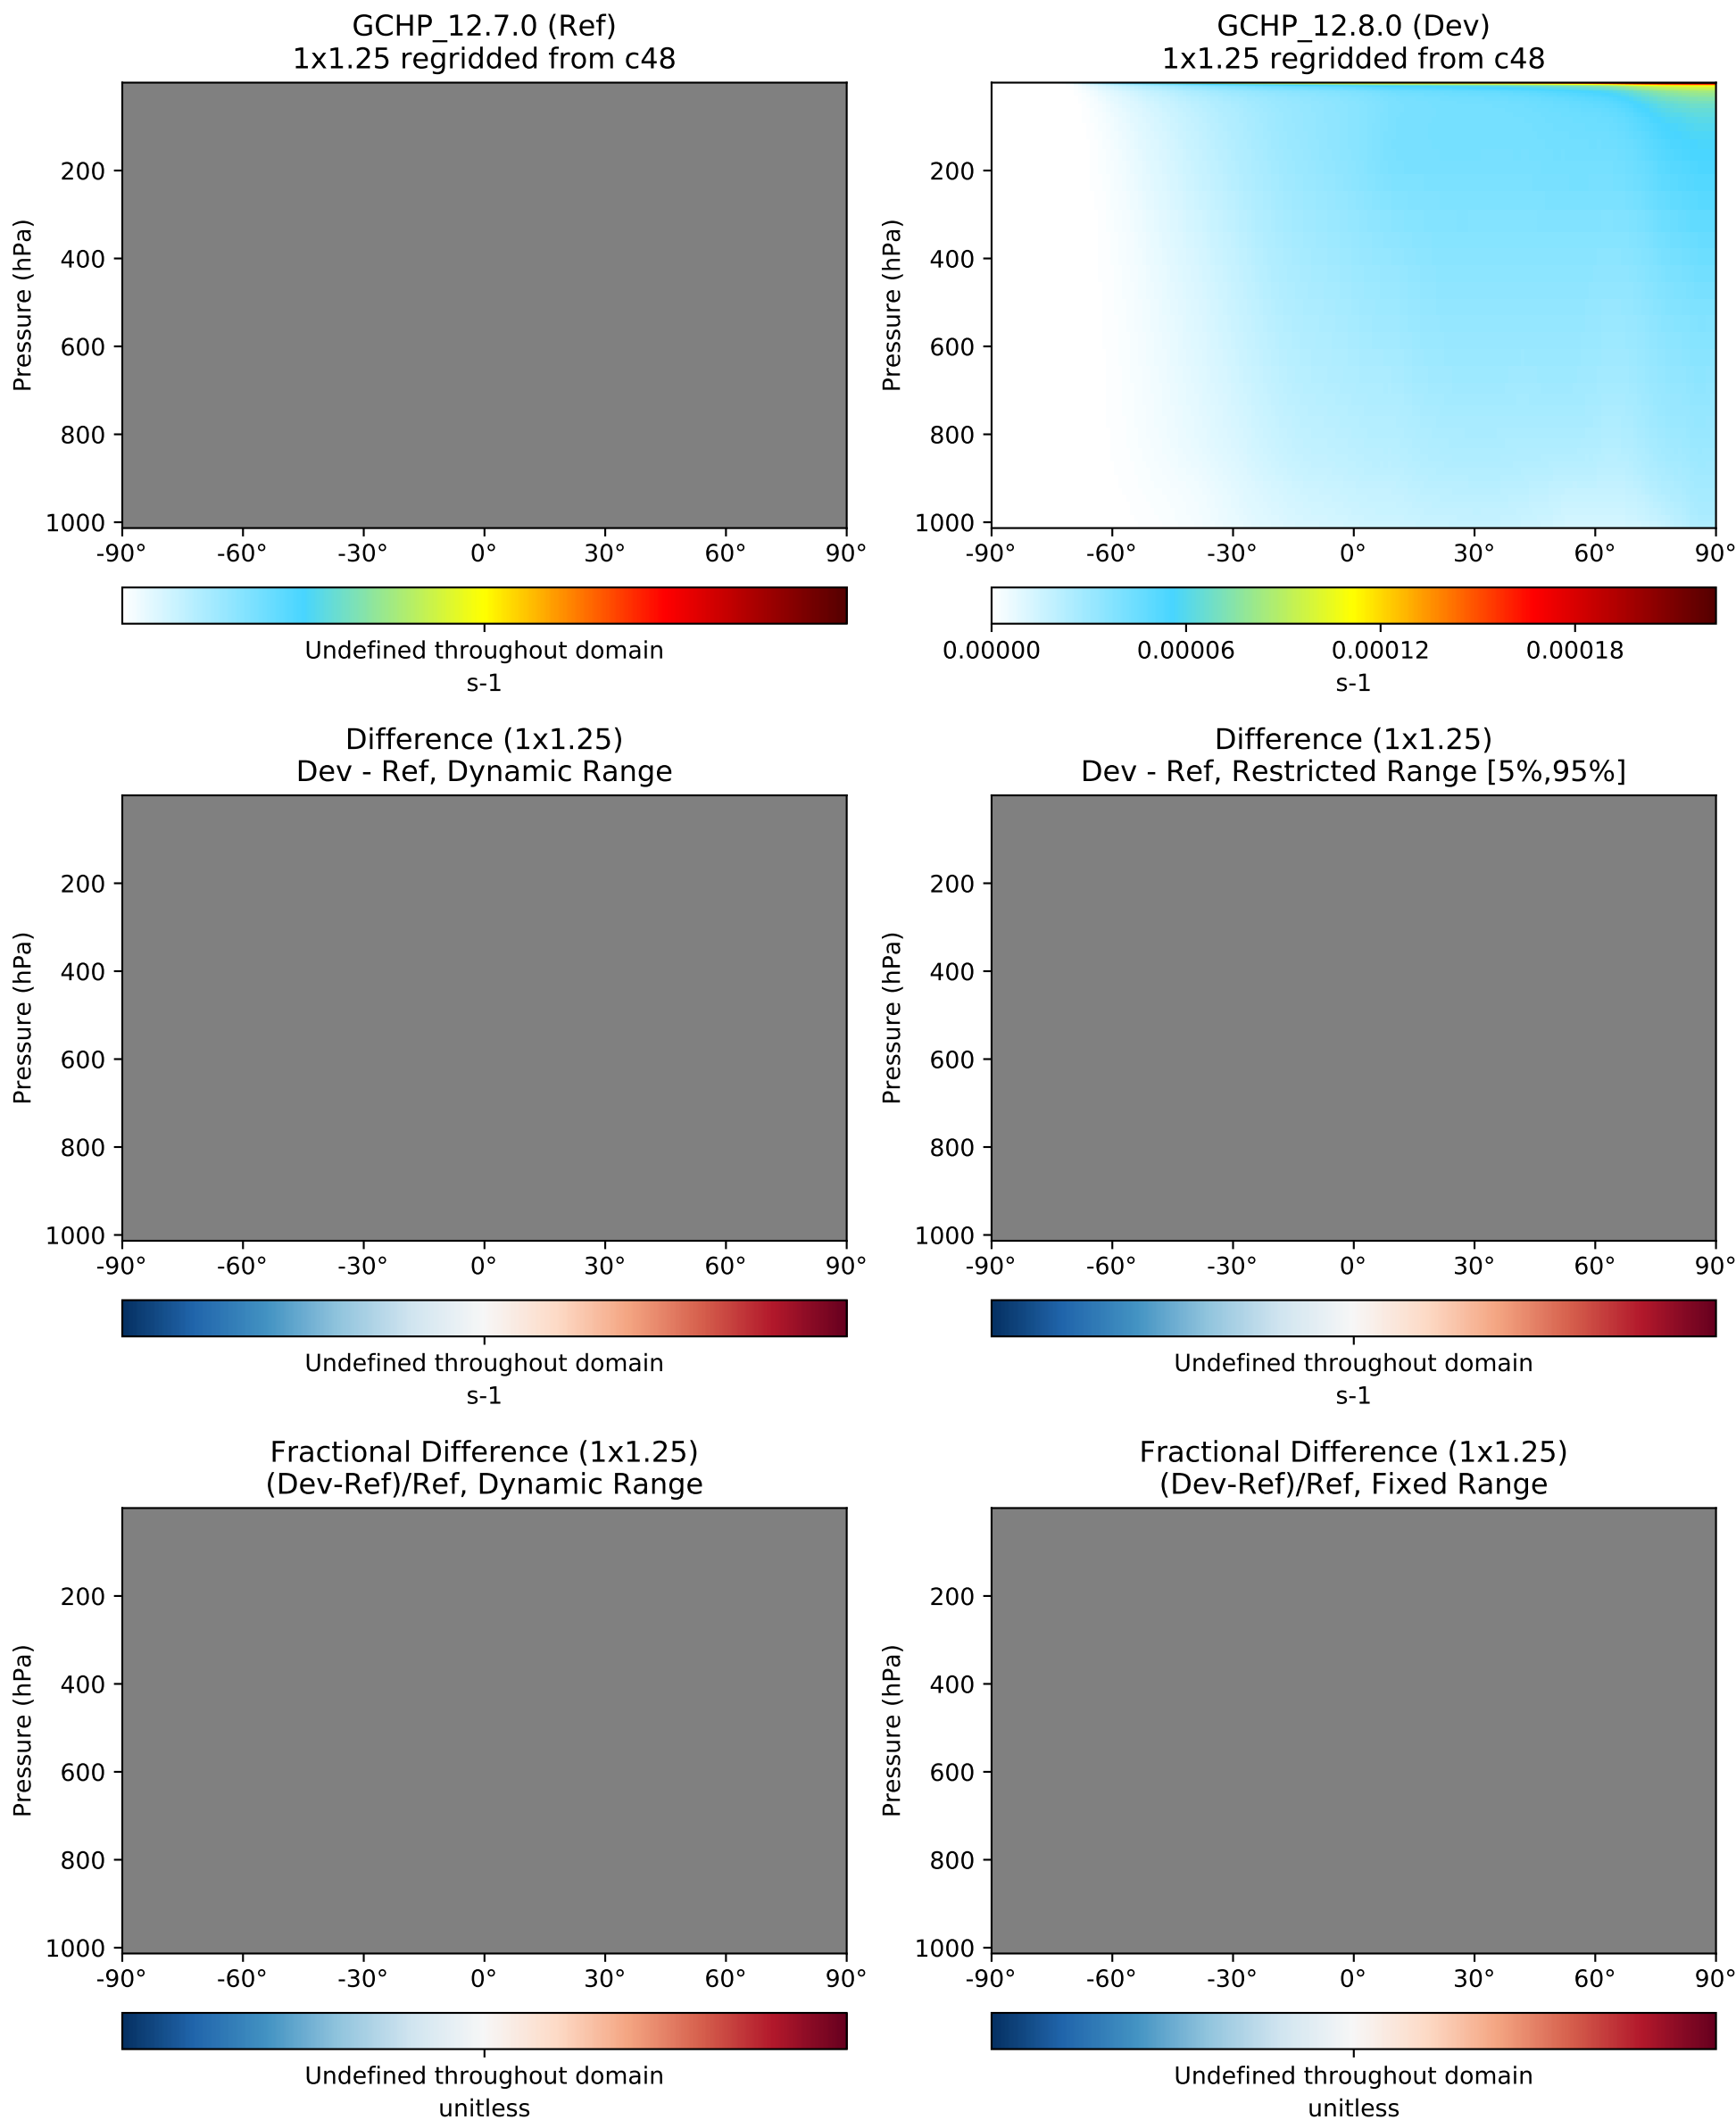 GCHP_12.7.0 (Ref)
1x1.25 regridded from c48
Pressure (hPa)
200
400
600
800
1000
-90° -60° -30° 0° 30° 60° 90°
Undefined throughout domain
s-1
GCHP_12.8.0 (Dev)
1x1.25 regridded from c48
Pressure (hPa)
200
400
600
800
1000
-90° -60° -30° 0° 30° 60° 90°
0.00000 0.00006 0.00012 0.00018
s-1
Difference (1x1.25)
Dev - Ref, Dynamic Range
Pressure (hPa)
200
400
600
800
1000
-90° -60° -30° 0° 30° 60° 90°
Undefined throughout domain
s-1
Difference (1x1.25)
Dev - Ref, Restricted Range [5%,95%]
Pressure (hPa)
200
400
600
800
1000
-90° -60° -30° 0° 30° 60° 90°
Undefined throughout domain
s-1
Fractional Difference (1x1.25)
(Dev-Ref)/Ref, Dynamic Range
Pressure (hPa)
200
400
600
800
1000
-90° -60° -30° 0° 30° 60° 90°
Undefined throughout domain
unitless
Fractional Difference (1x1.25)
(Dev-Ref)/Ref, Fixed Range
Pressure (hPa)
200
400
600
800
1000
-90° -60° -30° 0° 30° 60° 90°
Undefined throughout domain
unitless